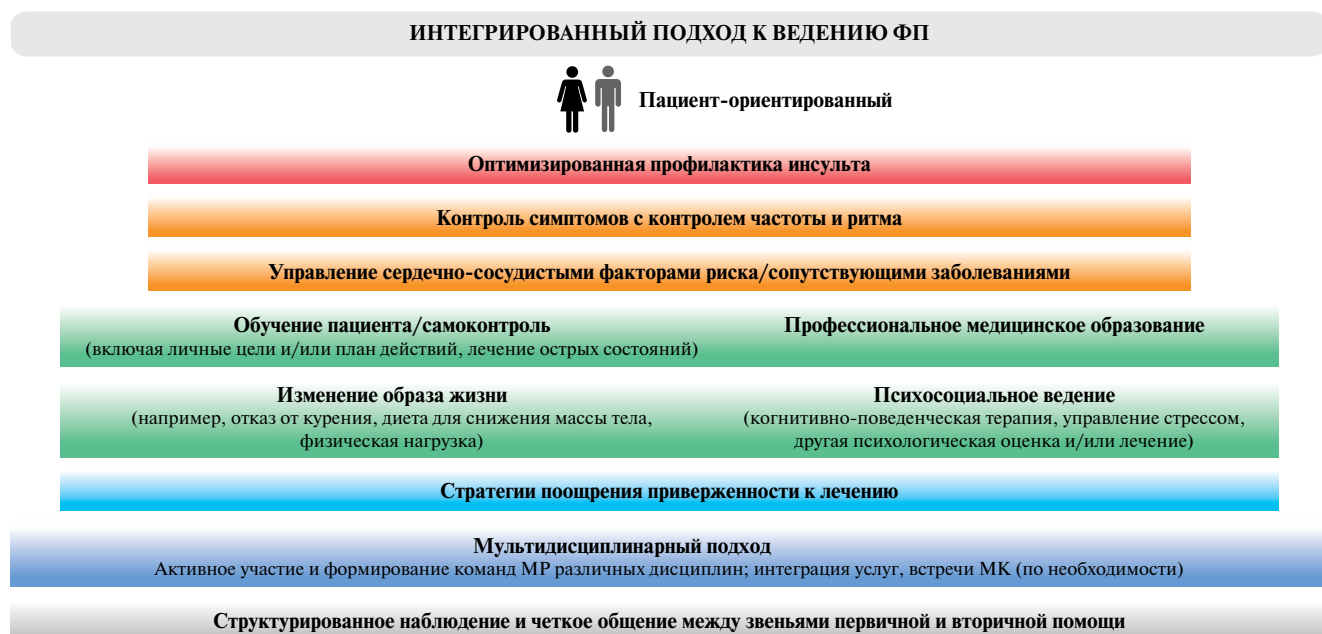 ИНТЕГРИРОВАННЫЙ ПОДХОД К ВЕДЕНИЮ ФП
Пациент-ориентированный
Оптимизированная профилактика инсульта
Контроль симптомов с контролем частоты и ритма
Управление сердечно-сосудистыми факторами риска/сопутствующими заболеваниями
Обучение пациента/самоконтроль
(включая личные цели и/или план действий, лечение острых состояний)
Профессиональное медицинское образование
Изменение образа жизни
(например, отказ от курения, диета для снижения массы тела,
физическая нагрузка)
Психосоциальное ведение
(когнитивно-поведенческая терапия, управление стрессом,
другая психологическая оценка и/или лечение)
Стратегии поощрения приверженности к лечению
Мультидисциплинарный подход
Активное участие и формирование команд МР различных дисциплин; интеграция услуг, встречи МК (по необходимости)
Структурированное наблюдение и четкое общение между звеньями первичной и вторичной помощи